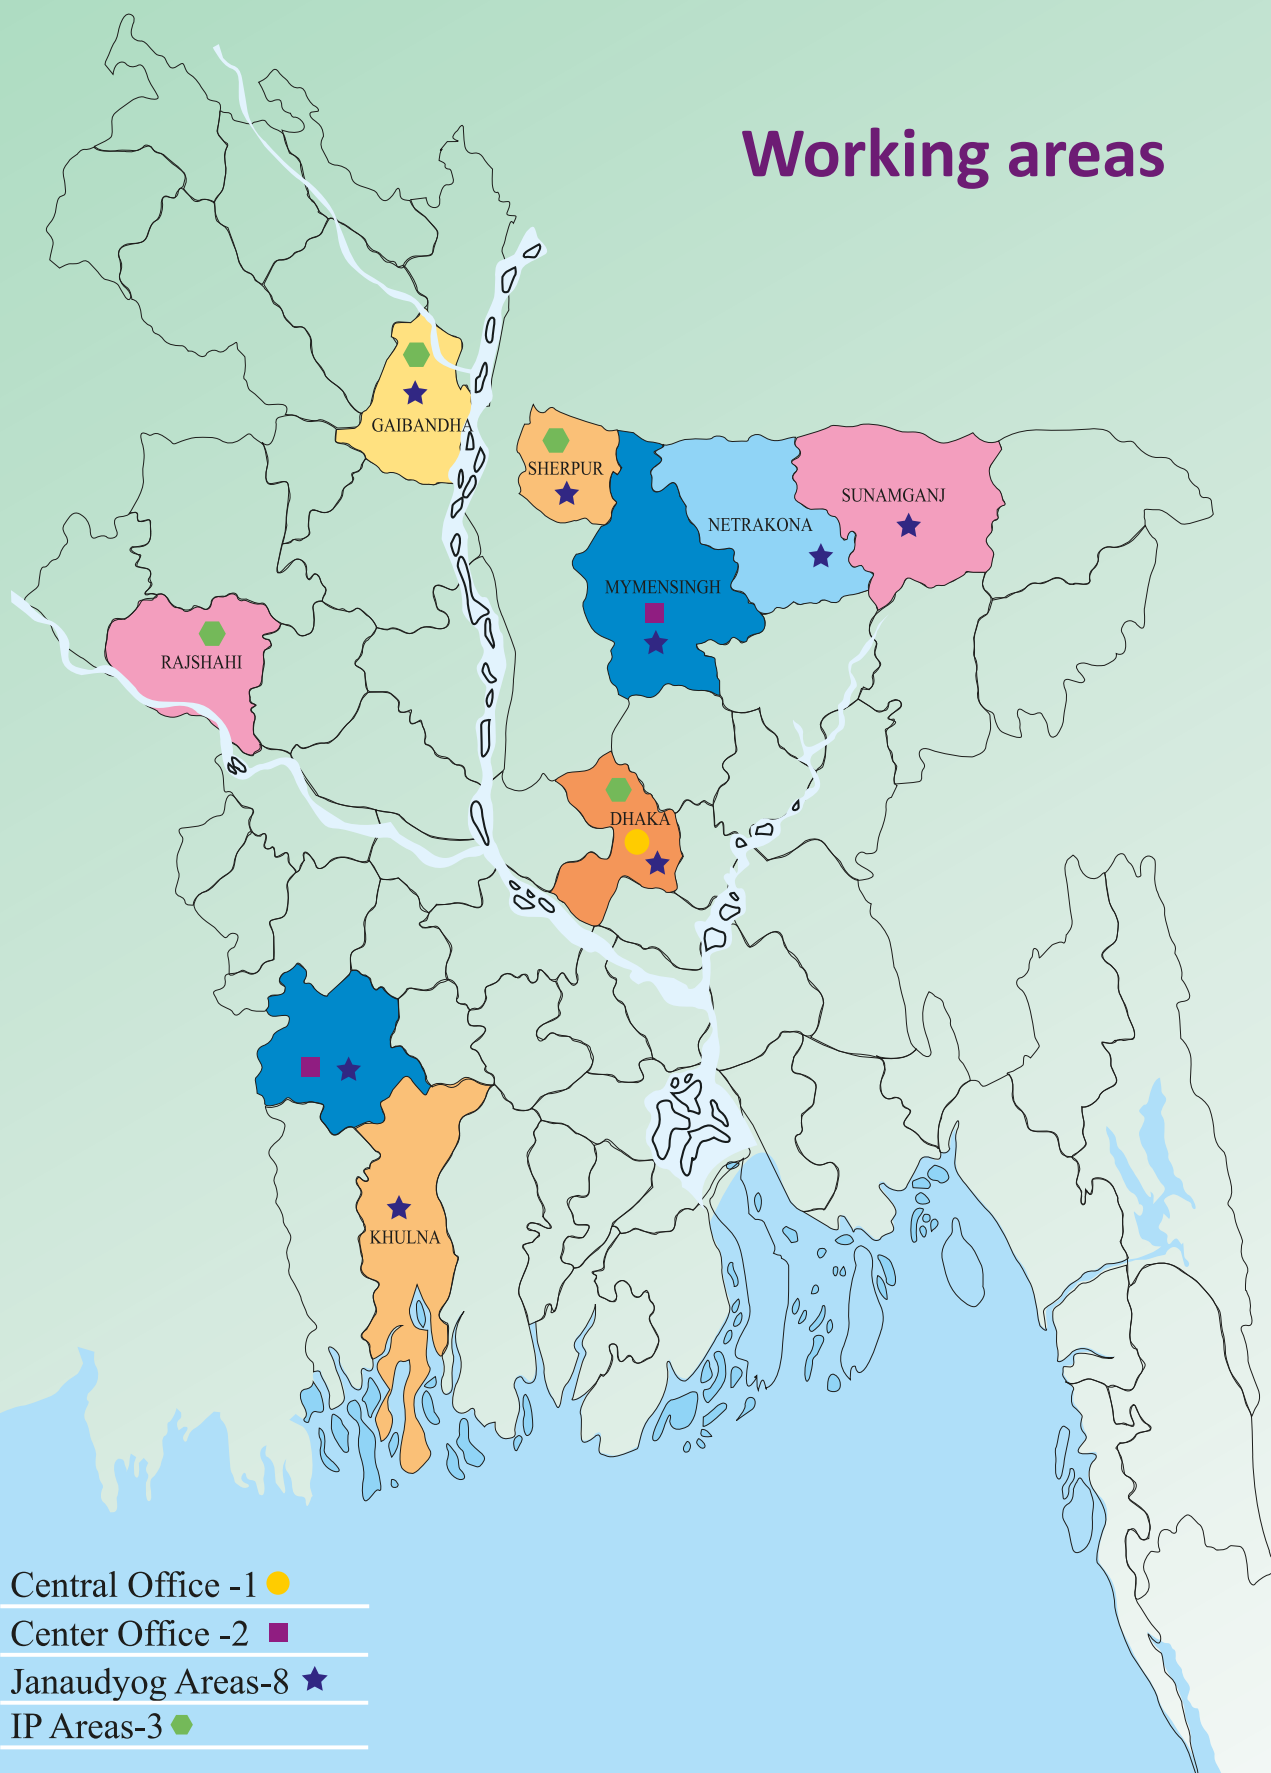 Working areas
GAIBANDHA
SHERPUR
SUNAMGANJ
NETRAKONA
MYMENSINGH
RAJSHAHI
DHAKA
KHULNA
Central Office -1
Center Office -2
Janaudyog Areas-8
IP Areas-3